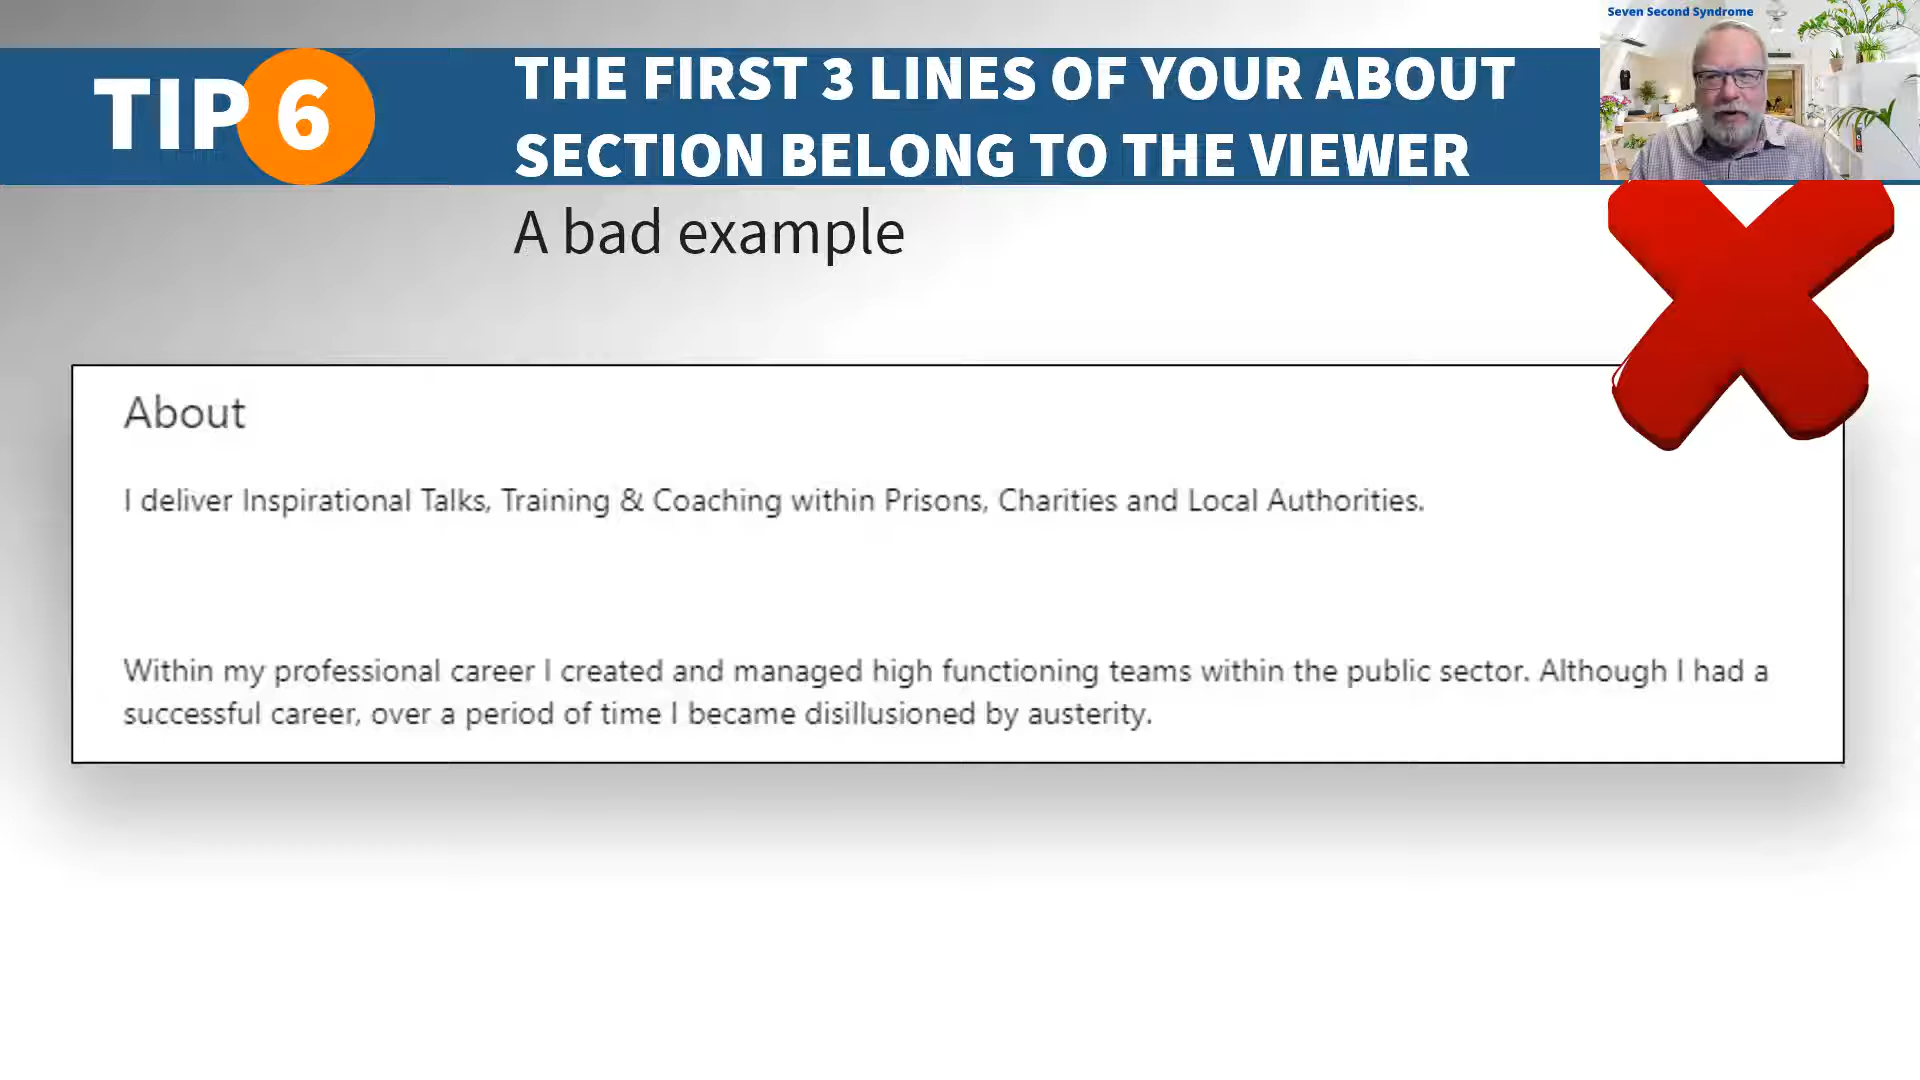 Seven Second Syndrome
TIP 6
THE FIRST 3 LINES OF YOUR ABOUT
SECTION BELONG TO THE VIEWER
A bad example
About
I deliver Inspirational Talks, Training & Coaching within Prisons, Charities and Local Authorities.
Within my professional career I created and managed high functioning teams within the public sector. Although I had a
successful career, over a period of time I became disillusioned by austerity.